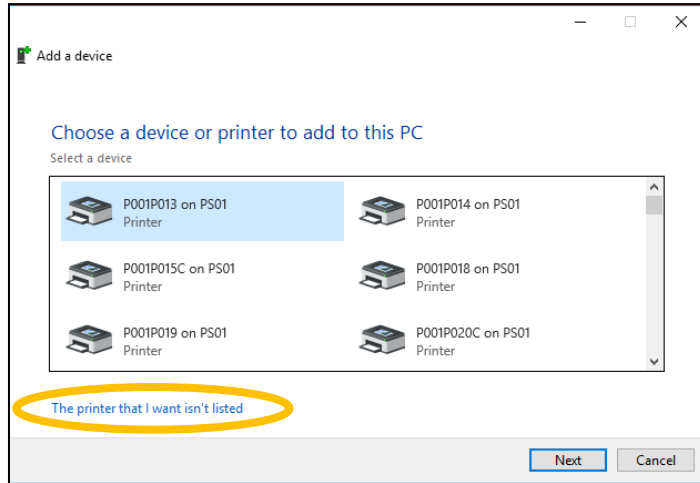 Add a device
Choose a device or printer to add to this PC
Select a device
P001P013 on PS01
Printer
P001P014 on PS01
Printer
P001P015C on PS01
Printer
P001P018 on PS01
Printer
P001P019 on PS01
Printer
P001P020C on PS01
Printer
The printer that I want isn't listed
Next
Cancel